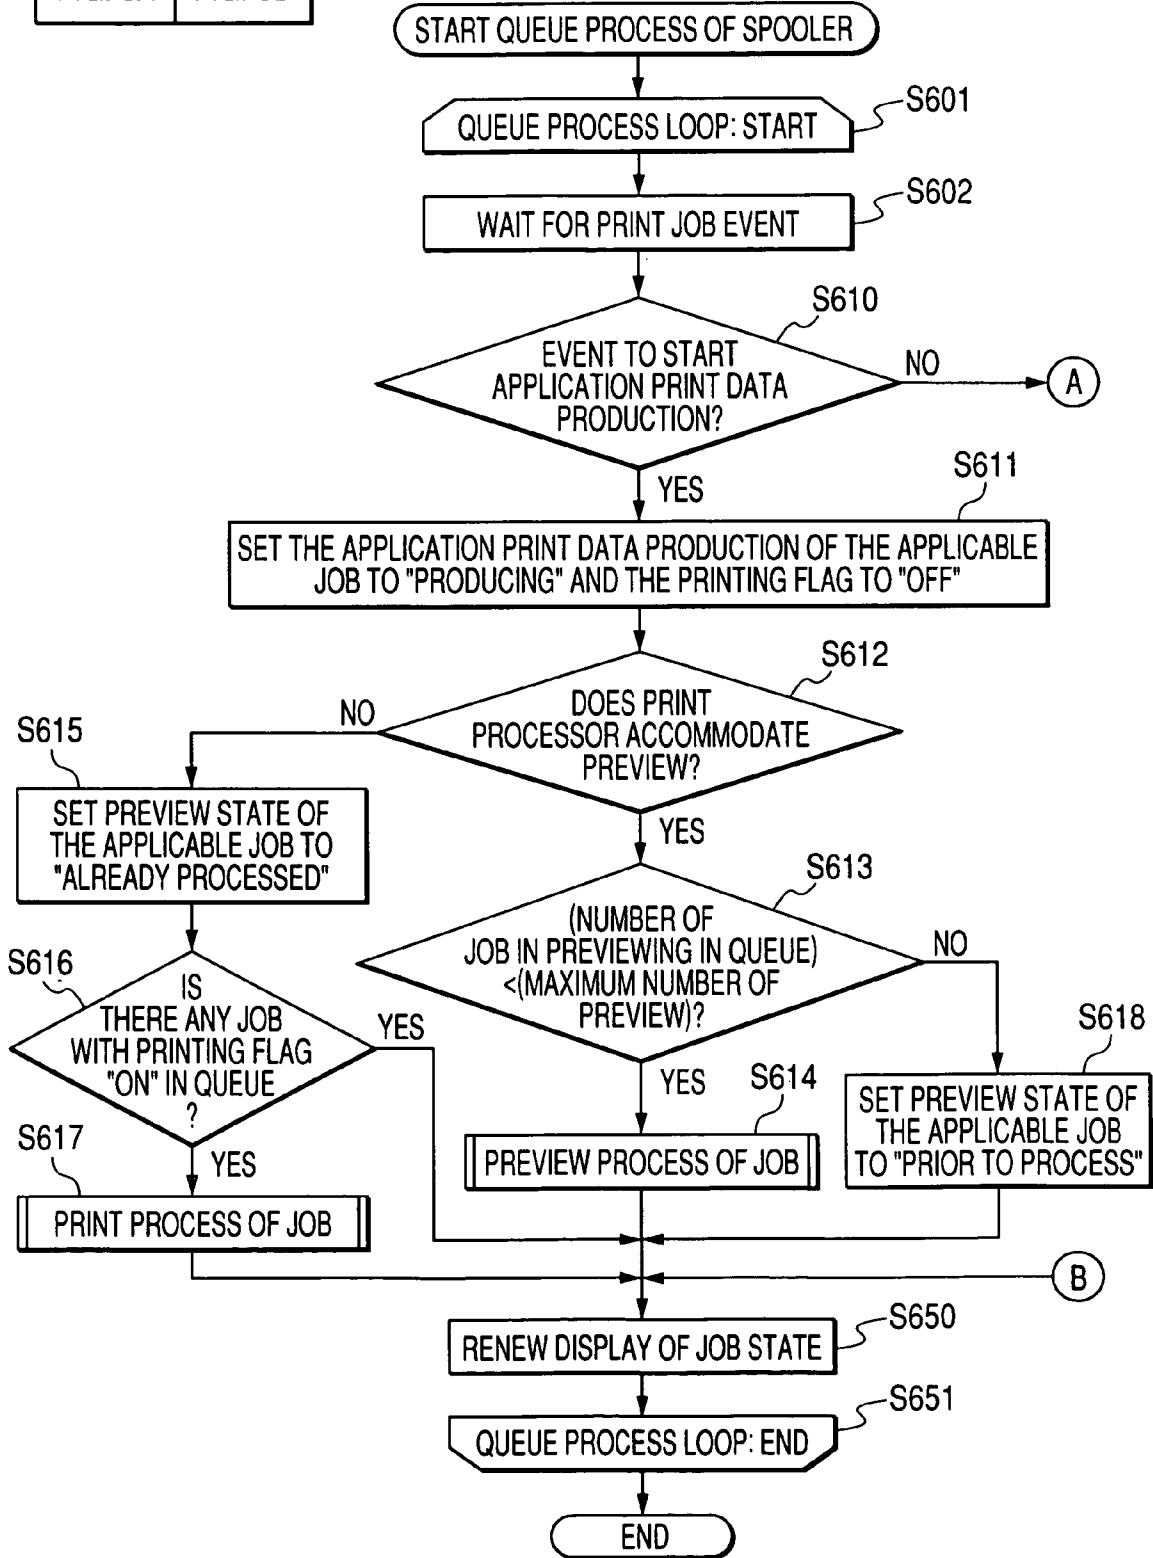 START QUEUE PROCESS OF SPOOLER
S601
QUEUE PROCESS LOOP: START
S602
WAIT FOR PRINT JOB EVENT
S610
EVENT TO START
APPLICATION PRINT DATA
PRODUCTION?
NO
A
YES
S611
SET THE APPLICATION PRINT DATA PRODUCTION OF THE APPLICABLE
JOB TO "PRODUCING" AND THE PRINTING FLAG TO "OFF"
S612
DOES PRINT
PROCESSOR ACCOMMODATE
PREVIEW?
NO
YES
S615
SET PREVIEW STATE OF
THE APPLICABLE JOB TO
"ALREADY PROCESSED"
S613
(NUMBER OF
JOB IN PREVIEWING IN QUEUE)
<(MAXIMUM NUMBER OF
PREVIEW)?
NO
YES
S616
IS
THERE ANY JOB
WITH PRINTING FLAG
"ON" IN QUEUE
?
YES
YES
S618
SET PREVIEW STATE OF
THE APPLICABLE JOB
TO "PRIOR TO PROCESS"
S614
PREVIEW PROCESS OF JOB
S617
PRINT PROCESS OF JOB
B
S650
RENEW DISPLAY OF JOB STATE
S651
QUEUE PROCESS LOOP: END
END